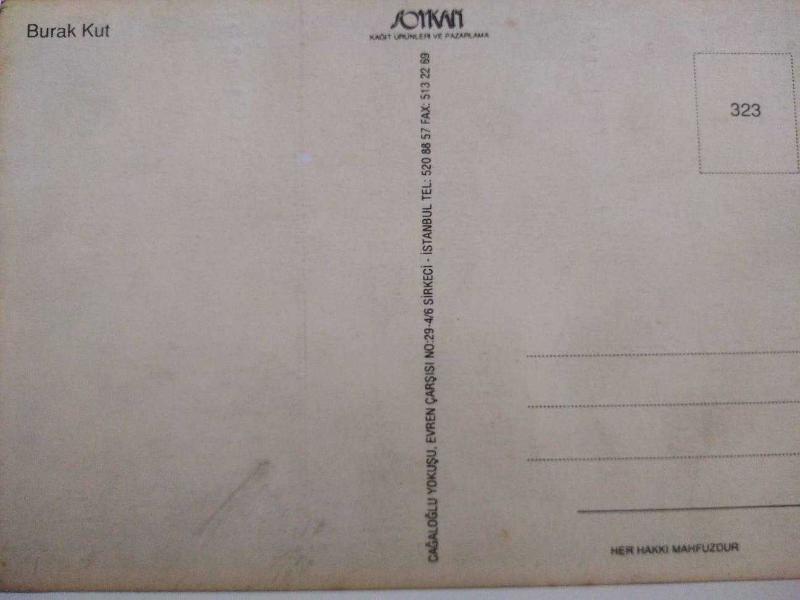 Burak Kut
SOYKAN
KAĞIT ÜRÜNLERİ VE PAZARLAMA
323
ÇAĞALOĞLU YOKUŞU, EVREN ÇARŞISI NO:29-4/6 SİRKECİ - İSTANBUL TEL: 520 88 57 FAX: 513 22 69
HER HAKKI MAHFUZDUR